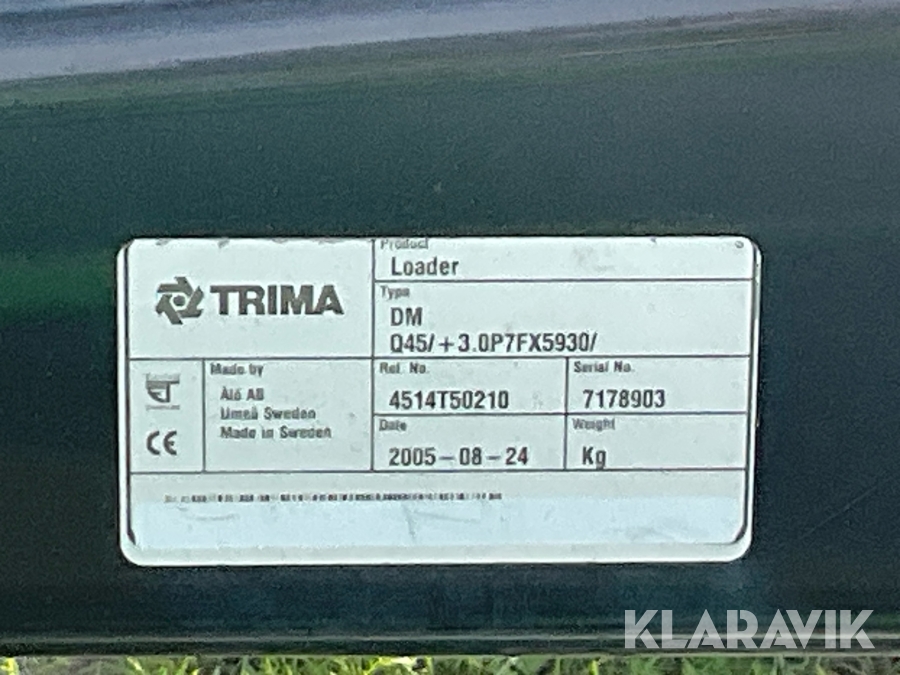 TRIMA
Product
Loader
Type
DM
Q45/+3.0P7FX5930/
Made by
Ålö AB
Umeå Sweden
Made in Sweden
CE
Ref. No.
4514T50210
Serial No.
7178903
Date
2005-08-24
Weight
Kg
KLARAVIK